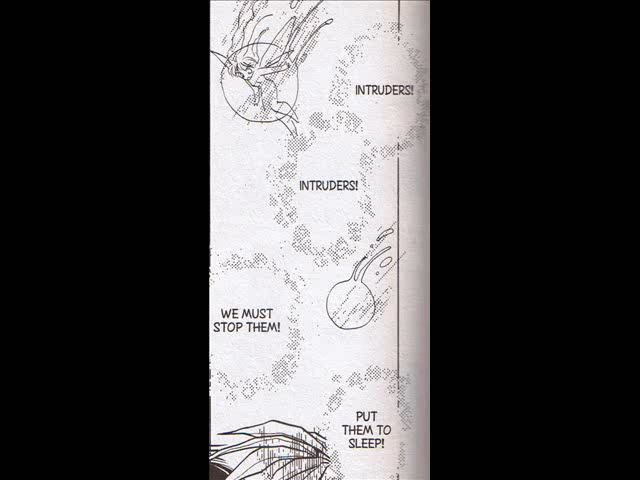 INTRUDERS!
INTRUDERS!
WE MUST
STOP THEM!
PUT
THEM TO
SLEEP!